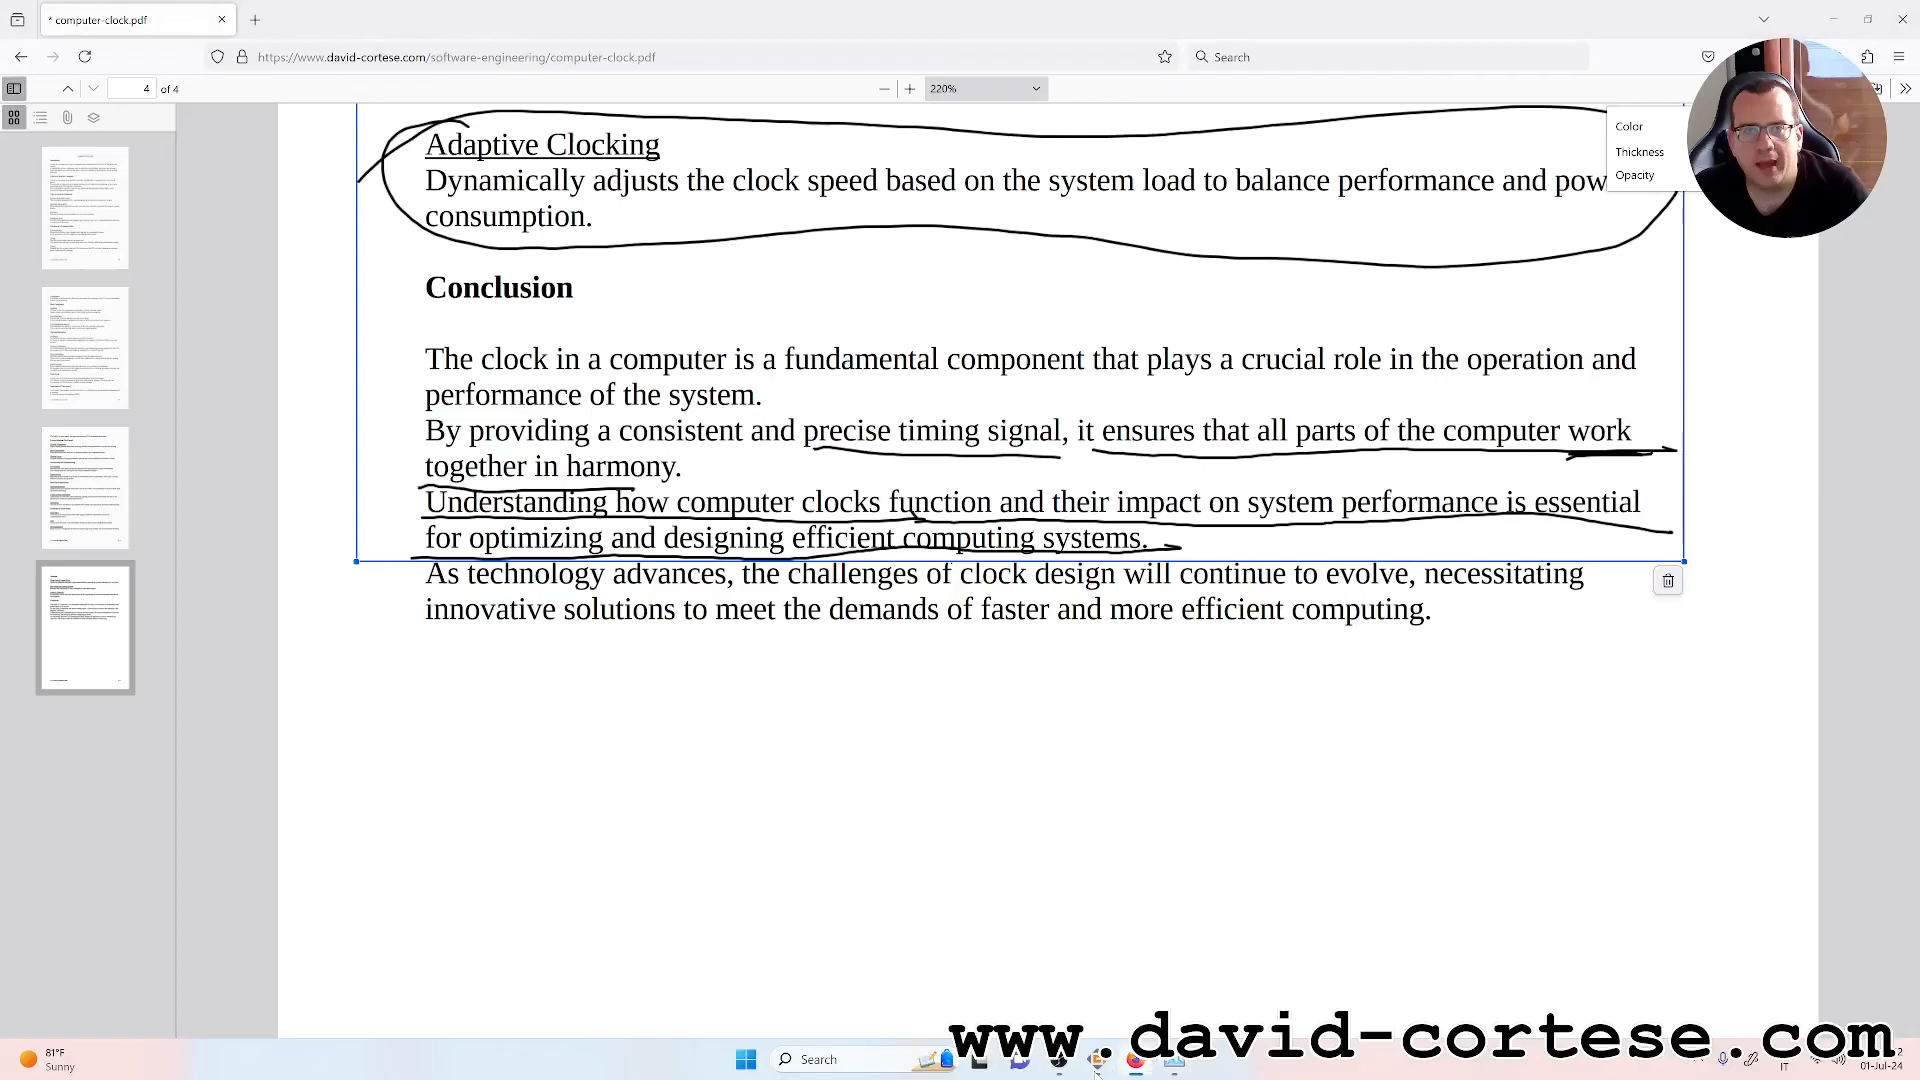 * computer-clock.pdf
https://www.david-cortese.com/software-engineering/computer-clock.pdf
Search
4 of 4
220%
Color
Thickness
Opacity
Adaptive Clocking
Dynamically adjusts the clock speed based on the system load to balance performance and pow
consumption.
Conclusion
The clock in a computer is a fundamental component that plays a crucial role in the operation and
performance of the system.
By providing a consistent and precise timing signal, it ensures that all parts of the computer work
together in harmony.
Understanding how computer clocks function and their impact on system performance is essential
for optimizing and designing efficient computing systems.
As technology advances, the challenges of clock design will continue to evolve, necessitating
innovative solutions to meet the demands of faster and more efficient computing.
www.david-cortese.com
81°F
Sunny
Search
IT
01-Jul-24